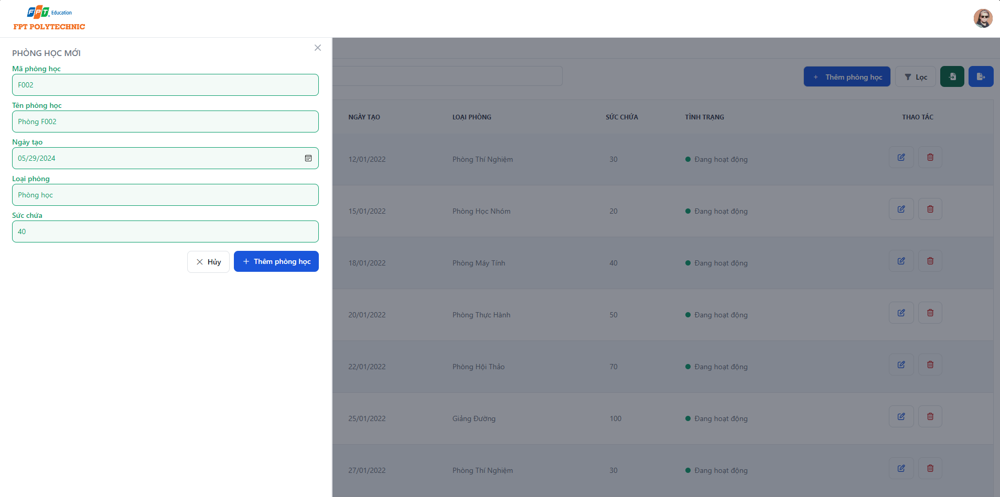 FPT Education
FPT POLYTECHNIC
PHÒNG HỌC MỚI
Mã phòng học
F002
Tên phòng học
Phòng F002
Ngày tạo
05/29/2024
Loại phòng
Phòng học
Sức chứa
40
Hủy
Thêm phòng học
Thêm phòng học
Lọc
NGÀY TẠO LOẠI PHÒNG SỨC CHỨA TÌNH TRẠNG THAO TÁC
12/01/2022 Phòng Thí Nghiệm 30 Đang hoạt động
15/01/2022 Phòng Học Nhóm 20 Đang hoạt động
18/01/2022 Phòng Máy Tính 40 Đang hoạt động
20/01/2022 Phòng Thực Hành 50 Đang hoạt động
22/01/2022 Phòng Hội Thảo 70 Đang hoạt động
25/01/2022 Giảng Đường 100 Đang hoạt động
27/01/2022 Phòng Thí Nghiệm 30 Đang hoạt động